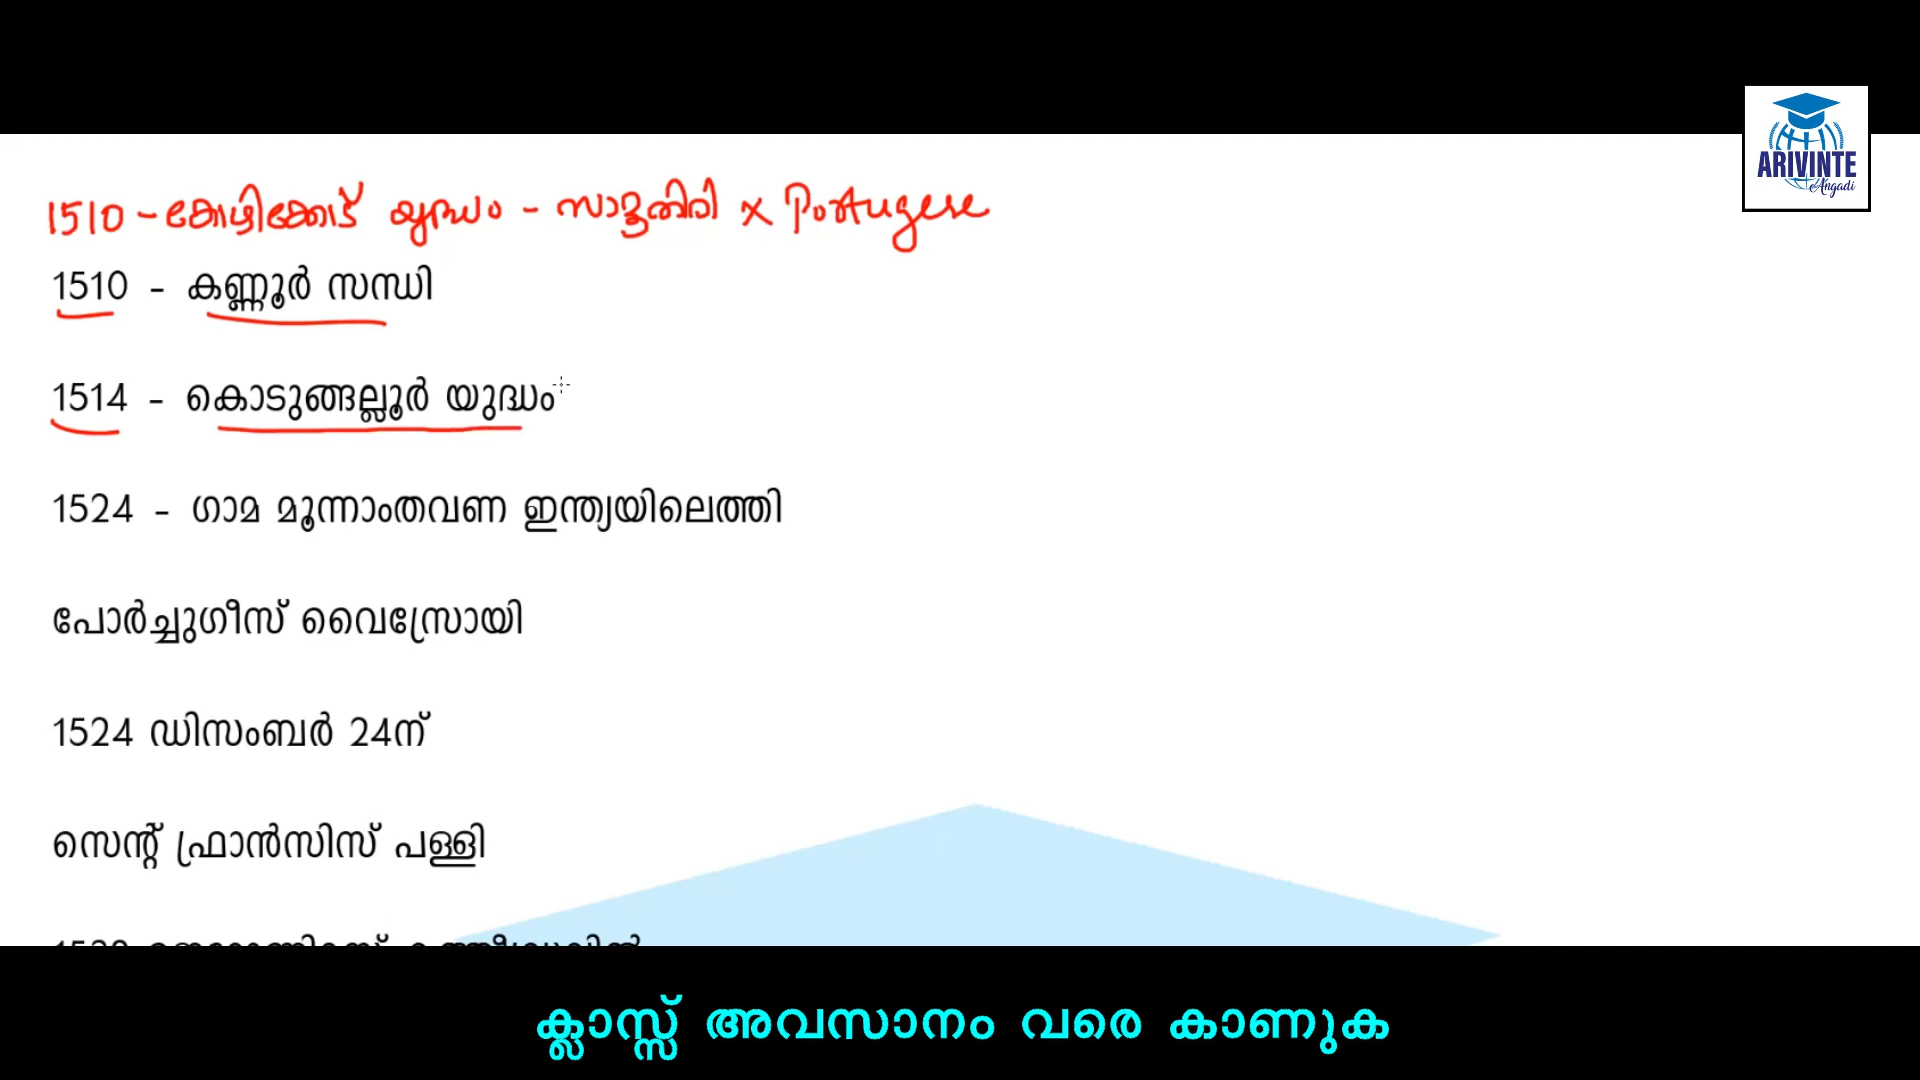 ARIVINTE
Angadi
1510 - കോഴിക്കോട് യുദ്ധം - സാമൂതിരി x Portugese
1510 - കണ്ണൂർ സന്ധി
1514 - കൊടുങ്ങല്ലൂർ യുദ്ധം
1524 - ഗാമ മൂന്നാംതവണ ഇന്ത്യയിലെത്തി
പോർച്ചുഗീസ് വൈസ്രോയി
1524 ഡിസംബർ 24ന്
സെന്റ് ഫ്രാൻസിസ് പള്ളി
ക്ലാസ്സ് അവസാനം വരെ കാണുക